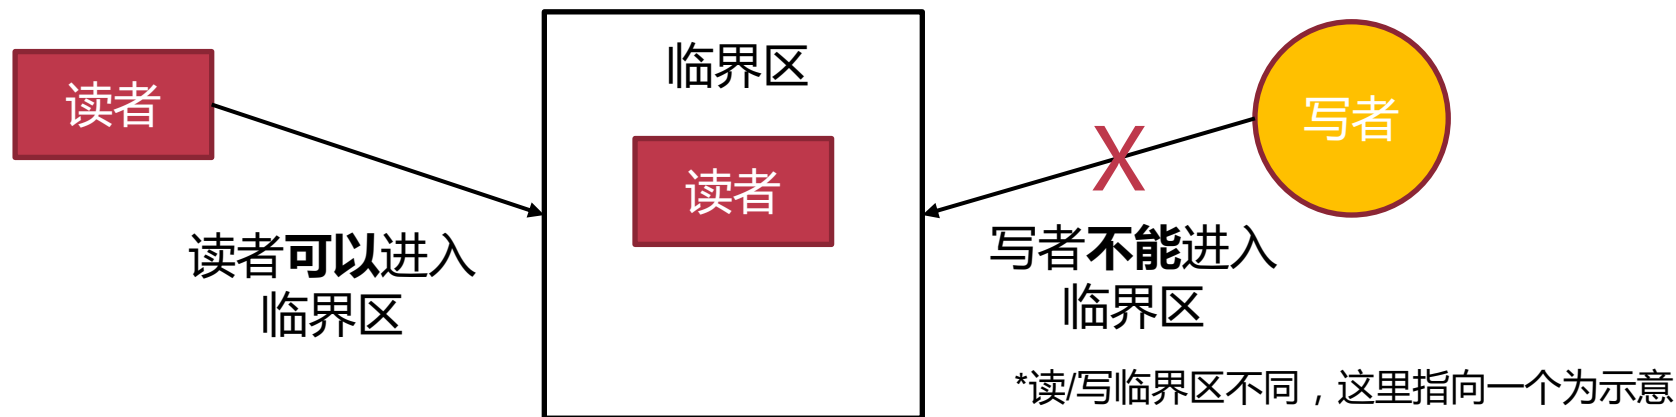 读者
临界区
读者
写者
X
读者可以进入
临界区
写者不能进入
临界区
*读/写临界区不同，这里指向一个为示意